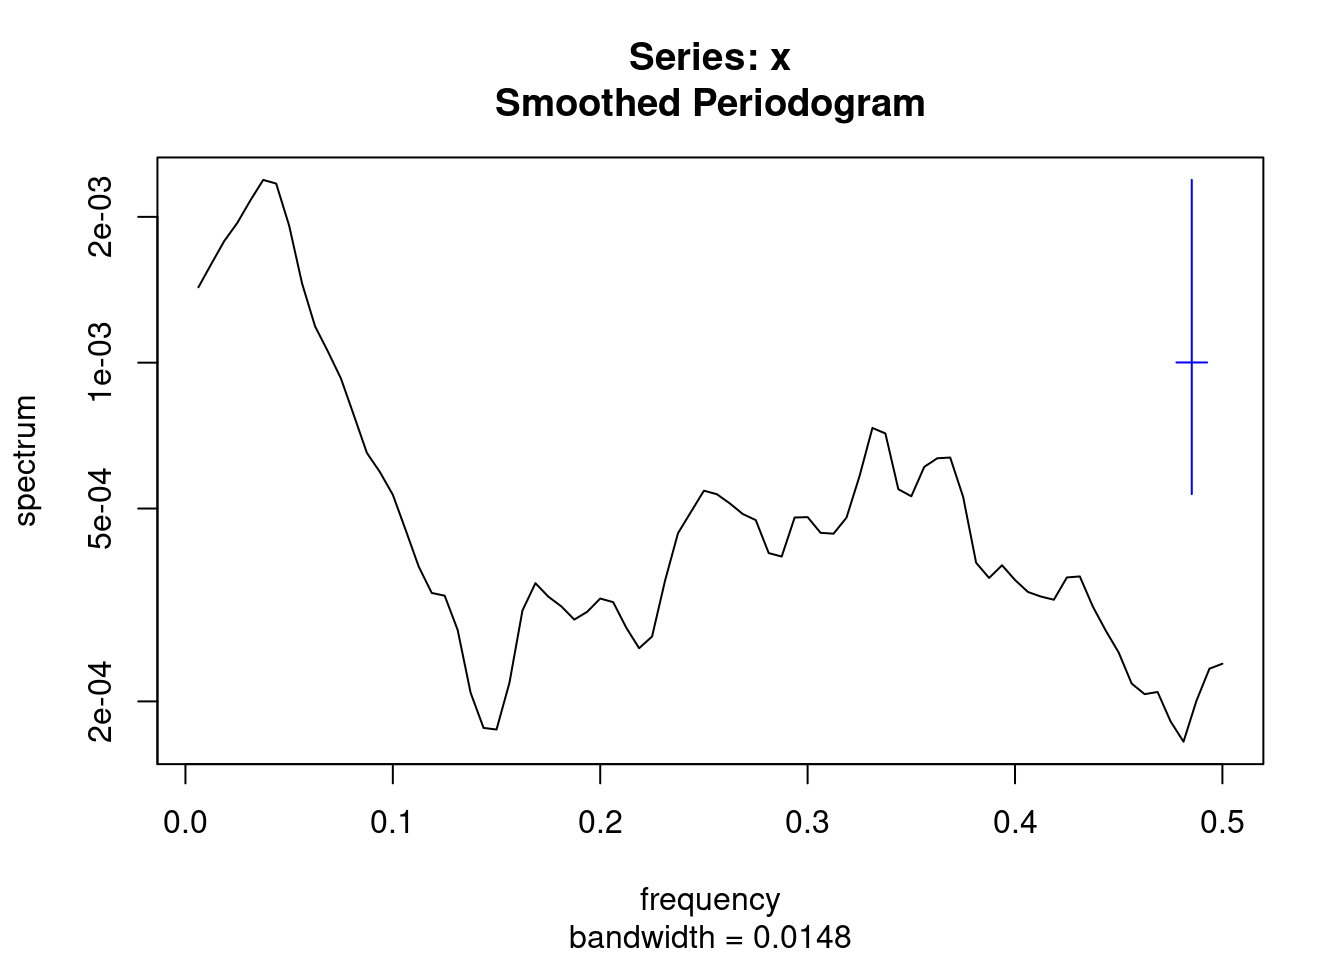 Series: x
Smoothed Periodogram
spectrum
2e-03
1e-03
5e-04
2e-04
0.0 0.1 0.2 0.3 0.4 0.5
frequency
bandwidth = 0.0148